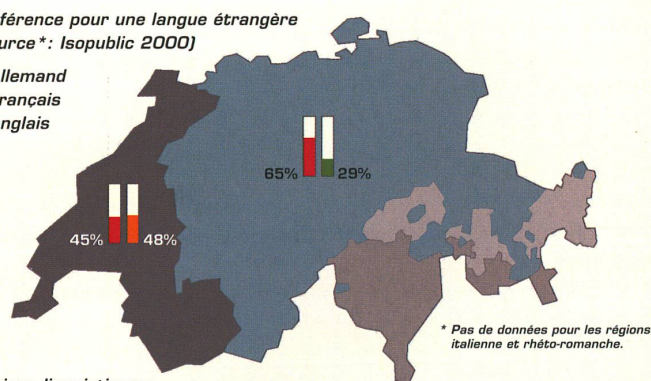 férence pour une langue étrangère
urce*: Isopublic 2000)
llemand
rançais
nglais
65% 29%
45% 48%
* Pas de données pour les régions
italienne et rhéto-romanche.